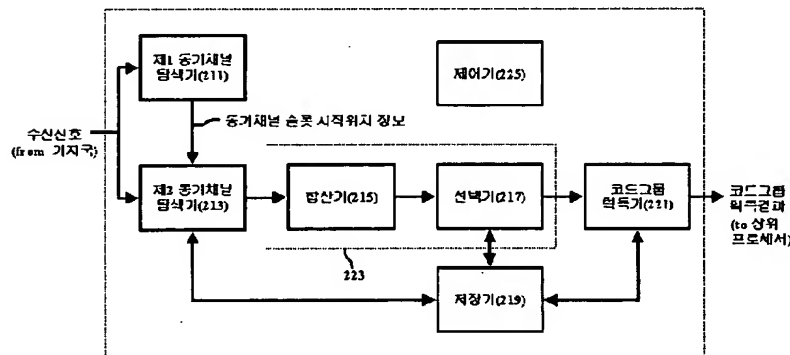 제1 동기채널
탐색기(211)
제어기(225)
동기채널 슬롯 시작위치 정보
수신신호
(from 기지국)
제2 동기채널
탐색기(213)
합산기(215)
선택기(217)
코드그룹
획득기(221)
코드그룹
획득결과
(to 상위
프로세서)
223
저장기(219)